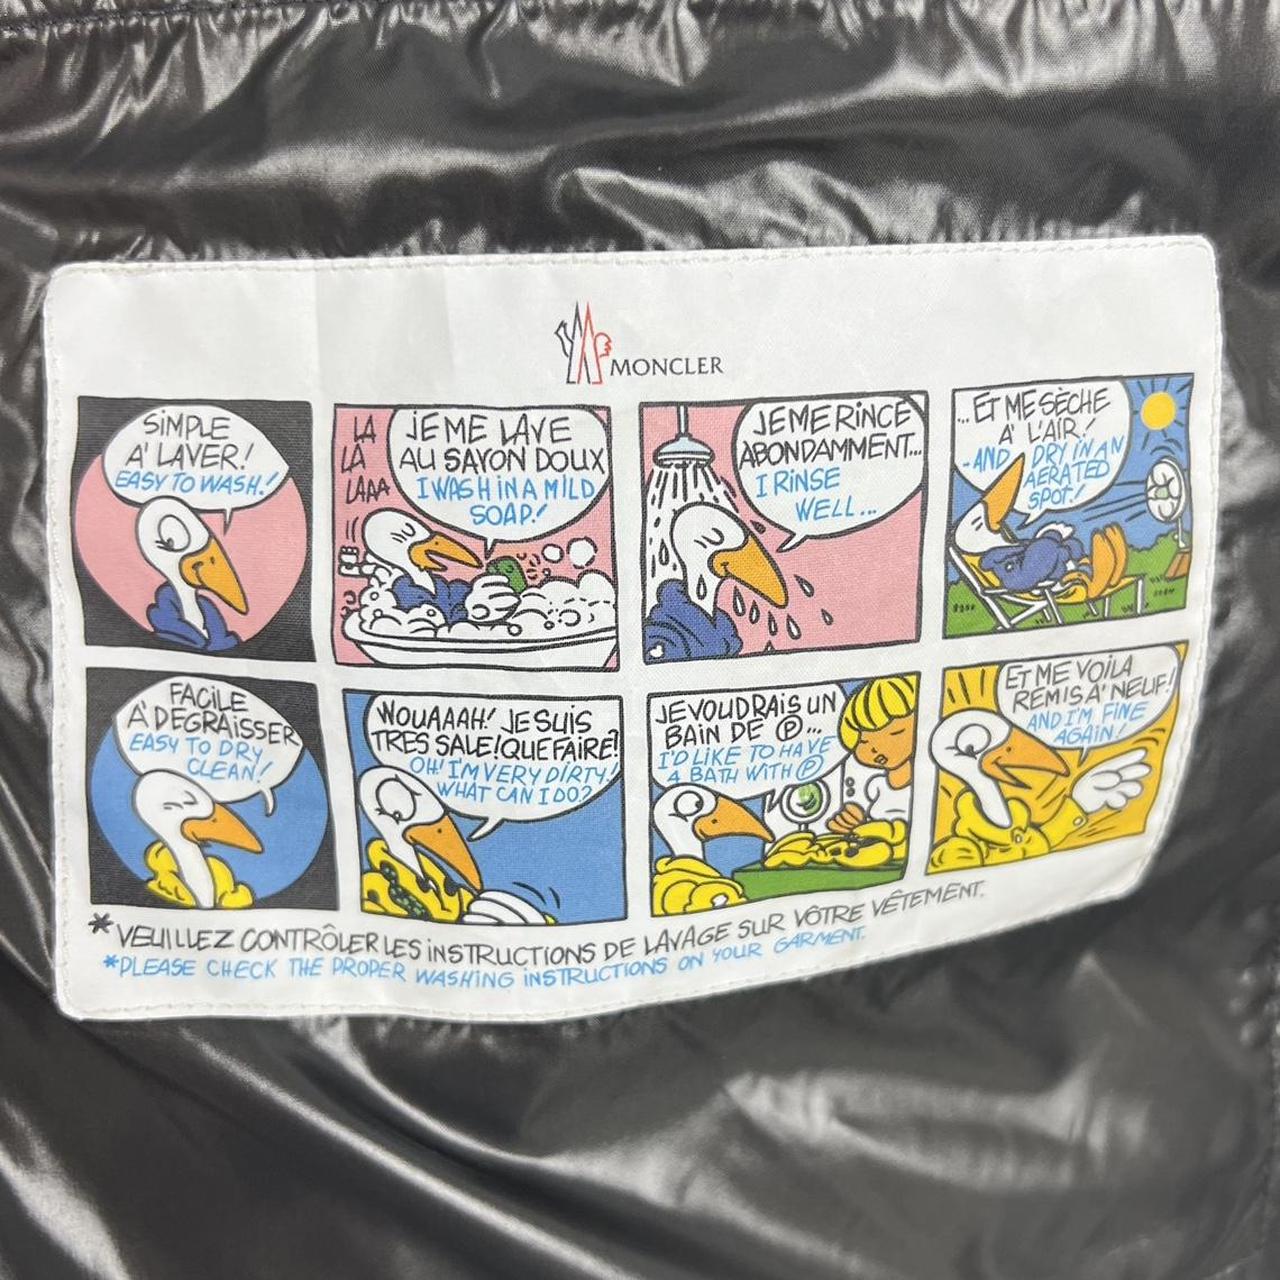 MONCLER
SIMPLE
A' LAVER!
EASY TO WASH!
LA
LA
LAAA
JE ME LAVE
AU SAVON DOUX
I WASH IN A MILD
SOAP!
JE ME RINCE
ABONDAMMENT...
I RINSE
WELL...
...ET ME SÈCHE
A' L'AIR!
-AND DRY IN AN
AERATED
SPOT!
FACILE
A' DEGRAISSER
EASY TO DRY
CLEAN!
WOUAAAH! JE SUIS
TRES SALE! QUE FAIRE?
OH! I'M VERY DIRTY!
WHAT CAN I DO?
JE VOUDRAIS UN
BAIN DE Ⓟ...
I'D LIKE TO HAVE
A BATH WITH Ⓟ
ET ME VOILA
REMIS A' NEUF!
AND I'M FINE
AGAIN!
*VEUILLEZ CONTRÔLER LES INSTRUCTIONS DE LAVAGE SUR VÔTRE VÊTEMENT.
*PLEASE CHECK THE PROPER WASHING INSTRUCTIONS ON YOUR GARMENT.